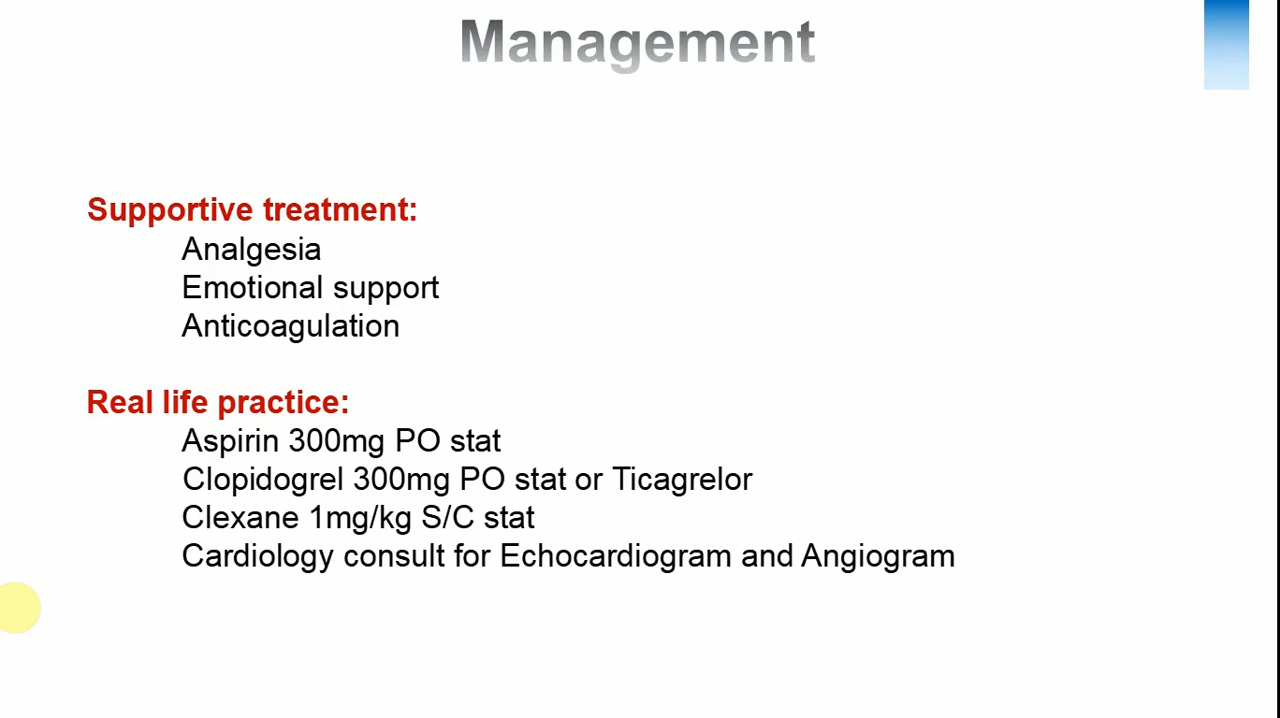 Management
Supportive treatment:
Analgesia
Emotional support
Anticoagulation
Real life practice:
Aspirin 300mg PO stat
Clopidogrel 300mg PO stat or Ticagrelor
Clexane 1mg/kg S/C stat
Cardiology consult for Echocardiogram and Angiogram